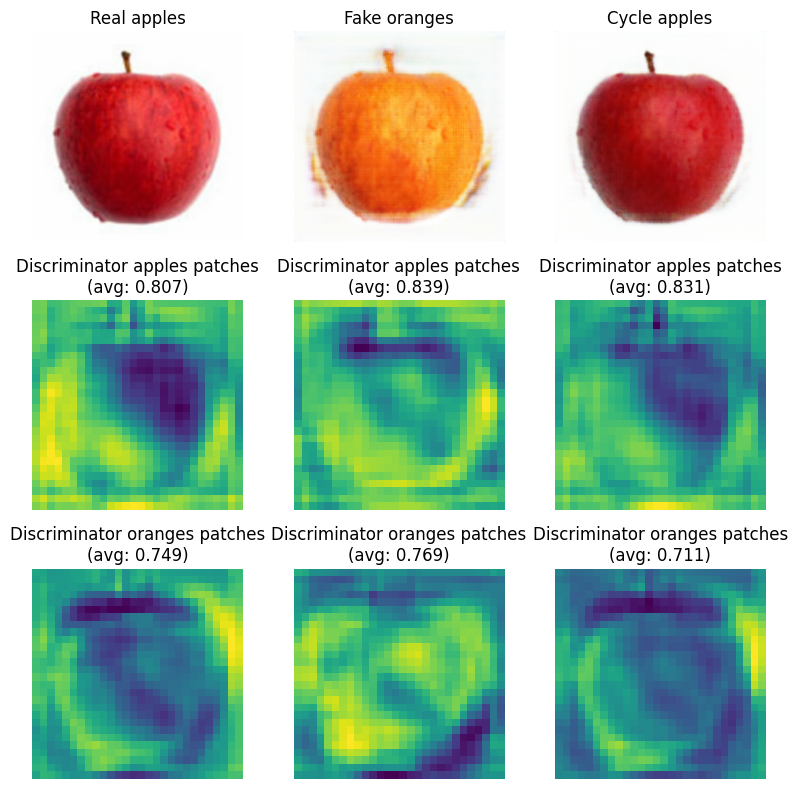 Real apples
Fake oranges
Cycle apples
Discriminator apples patches
(avg: 0.807)
Discriminator apples patches
(avg: 0.839)
Discriminator apples patches
(avg: 0.831)
Discriminator oranges patches
(avg: 0.749)
Discriminator oranges patches
(avg: 0.769)
Discriminator oranges patches
(avg: 0.711)